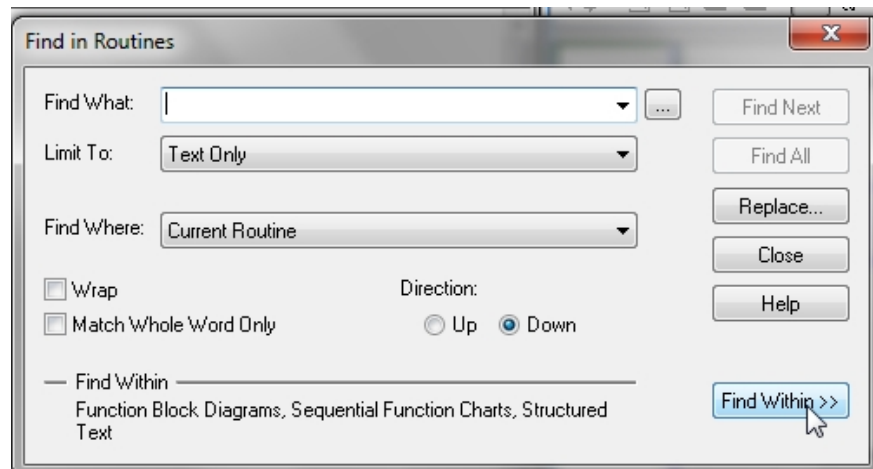 Find in Routines
Find What:
...
Find Next
Limit To:
Text Only
Find All
Replace...
Find Where:
Current Routine
Close
Wrap
Direction:
Help
Match Whole Word Only
Up
Down
Find Within
Function Block Diagrams, Sequential Function Charts, Structured
Text
Find Within >>